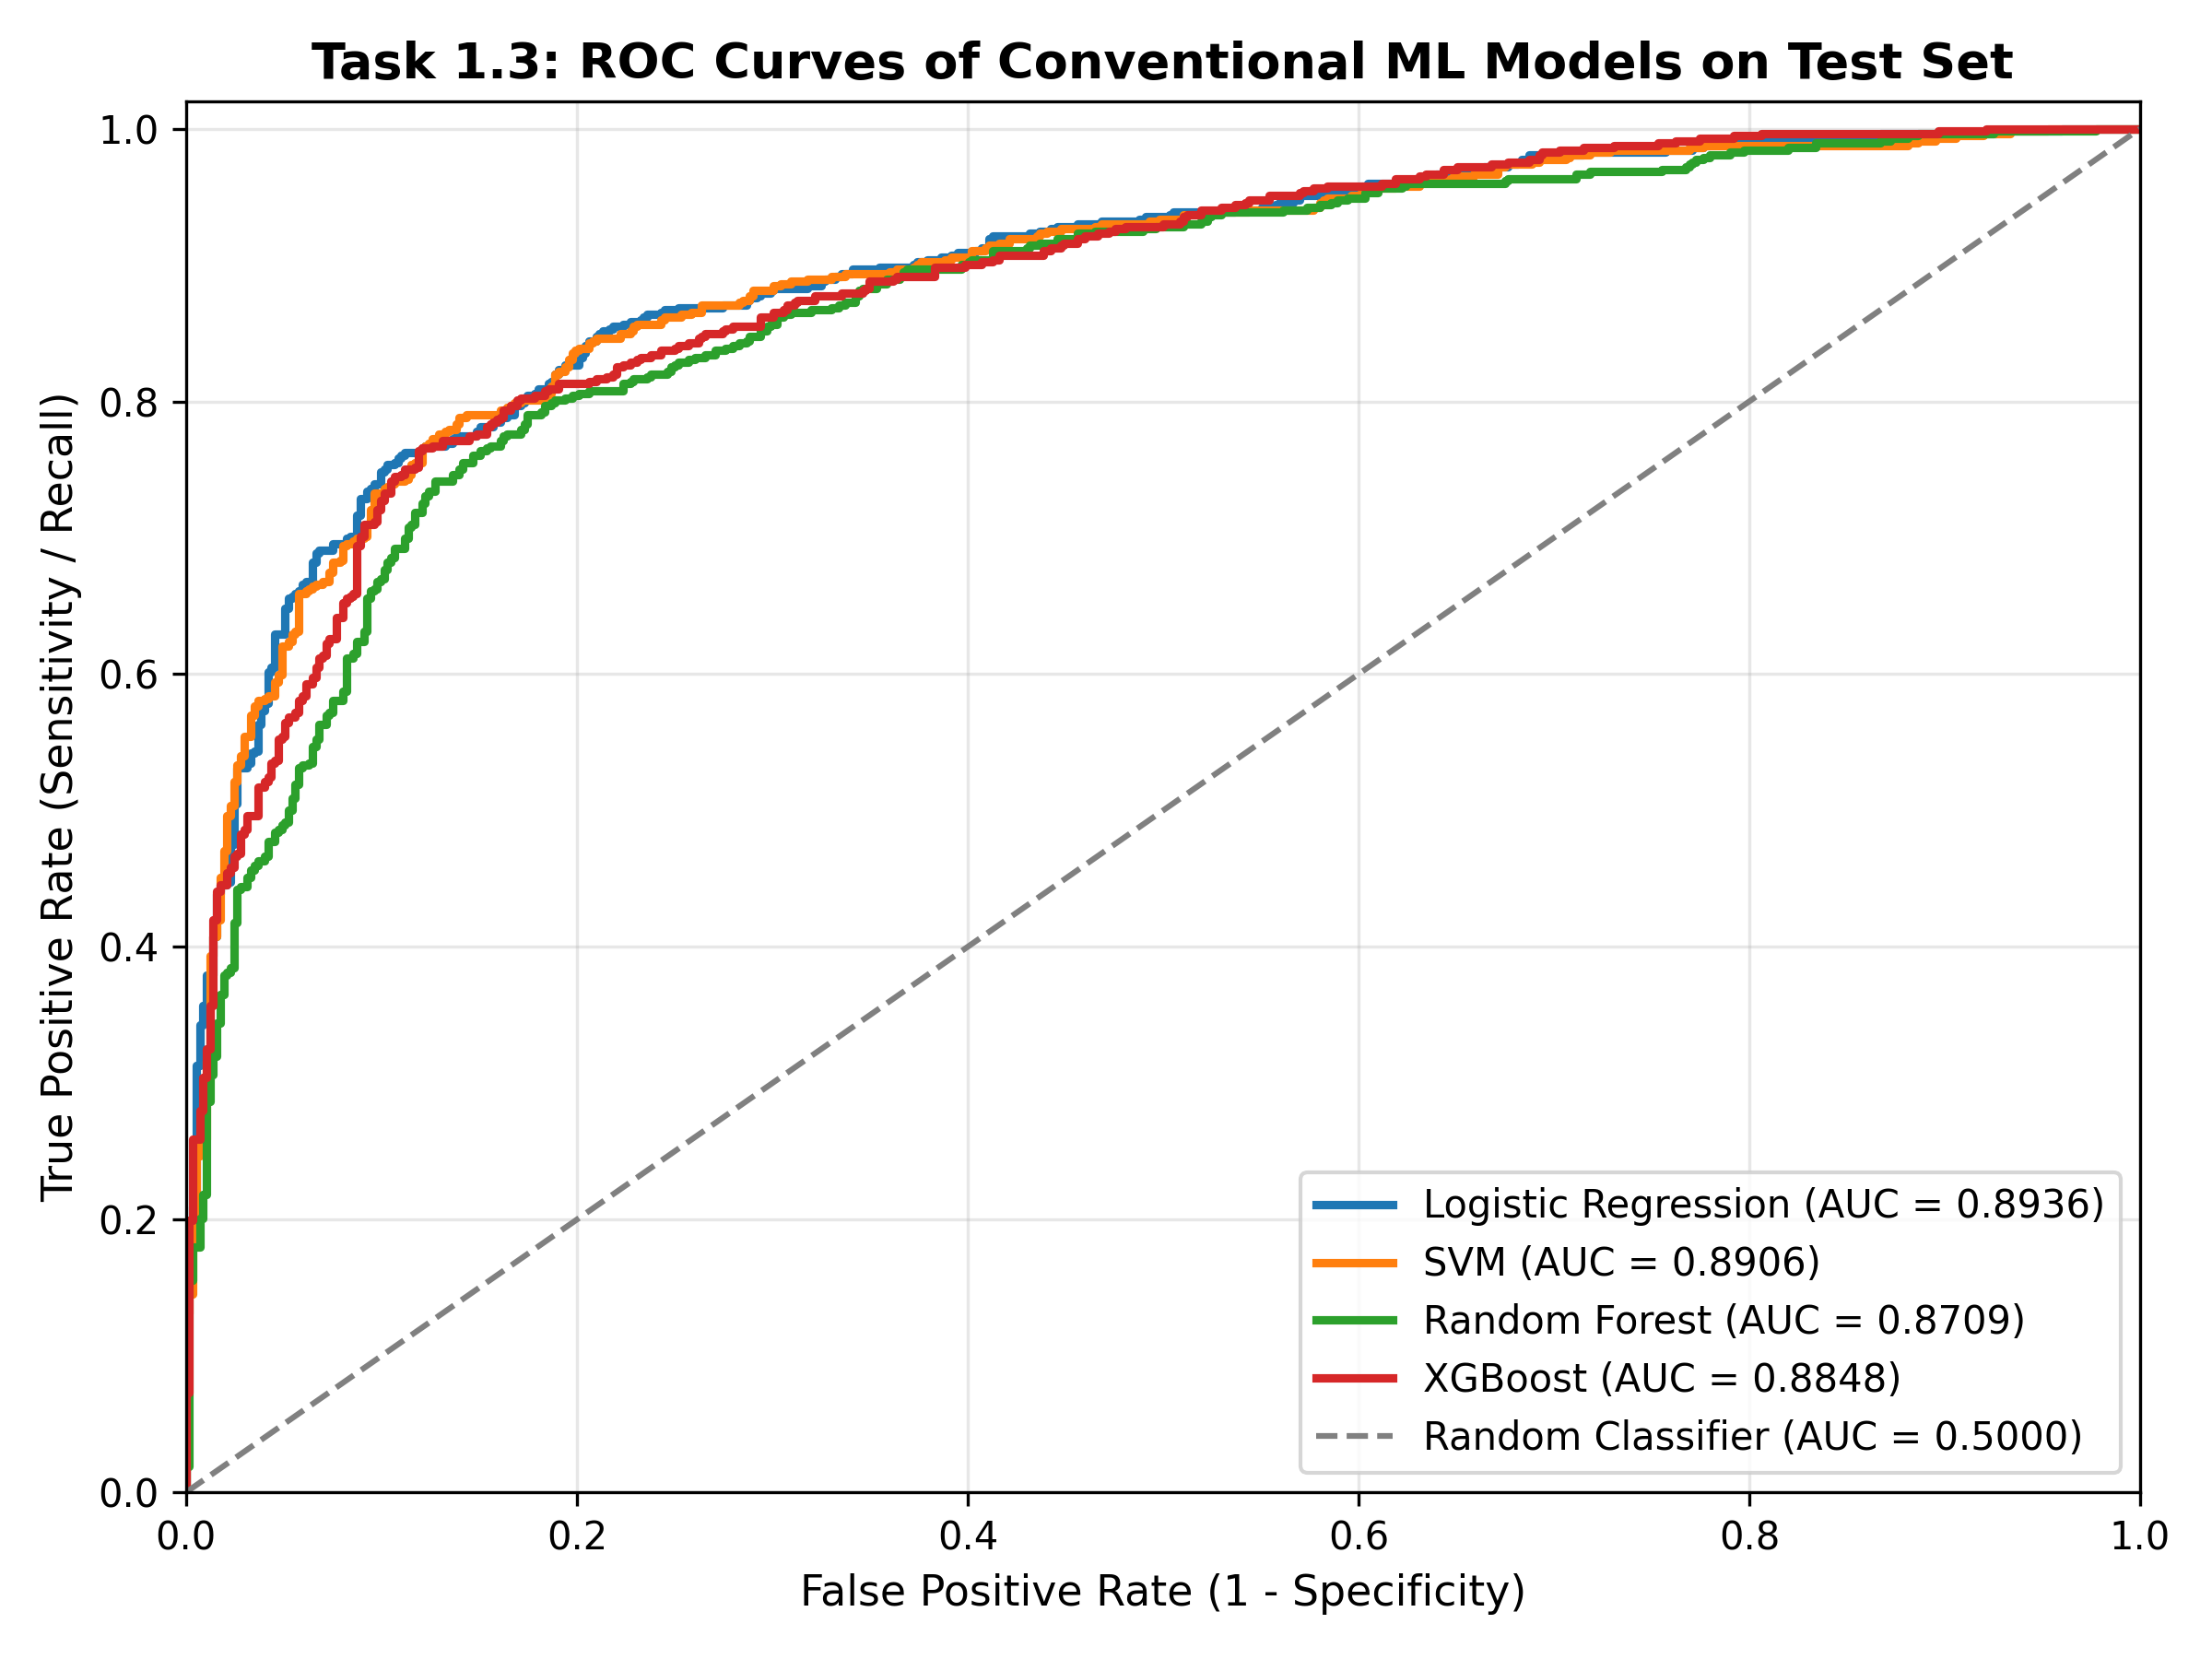 Task 1.3: ROC Curves of Conventional ML Models on Test Set
True Positive Rate (Sensitivity / Recall)
1.0
0.8
0.6
0.4
0.2
0.0
0.0 0.2 0.4 0.6 0.8 1.0
False Positive Rate (1 - Specificity)
Logistic Regression (AUC = 0.8936)
SVM (AUC = 0.8906)
Random Forest (AUC = 0.8709)
XGBoost (AUC = 0.8848)
Random Classifier (AUC = 0.5000)